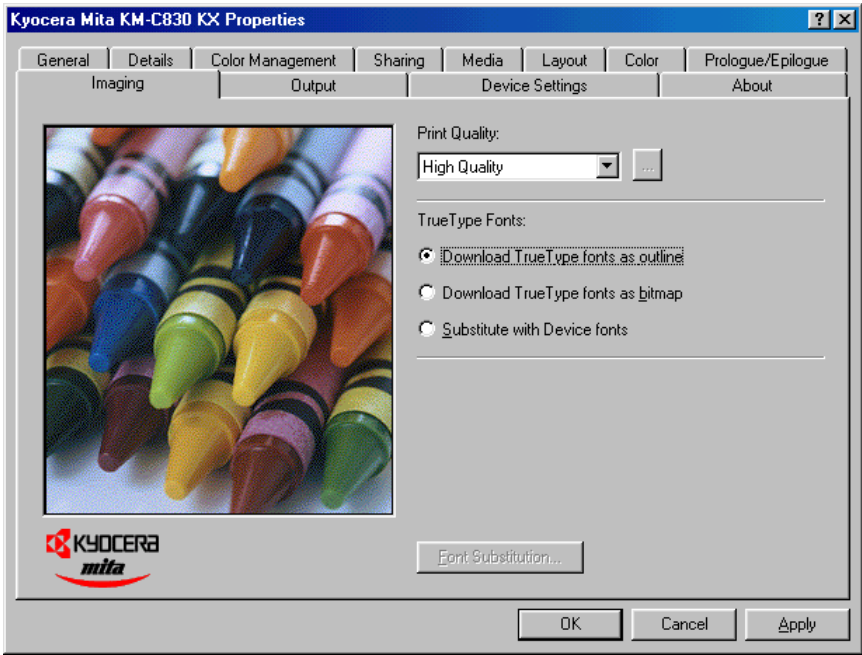 Kyocera Mita KM-C830 KX Properties
General Details Color Management Sharing Media Layout Color Prologue/Epilogue
Imaging Output Device Settings About
Print Quality:
High Quality ...
TrueType Fonts:
Download TrueType fonts as outline
Download TrueType fonts as bitmap
Substitute with Device fonts
KYOCERA
mita
Font Substitution...
OK Cancel Apply